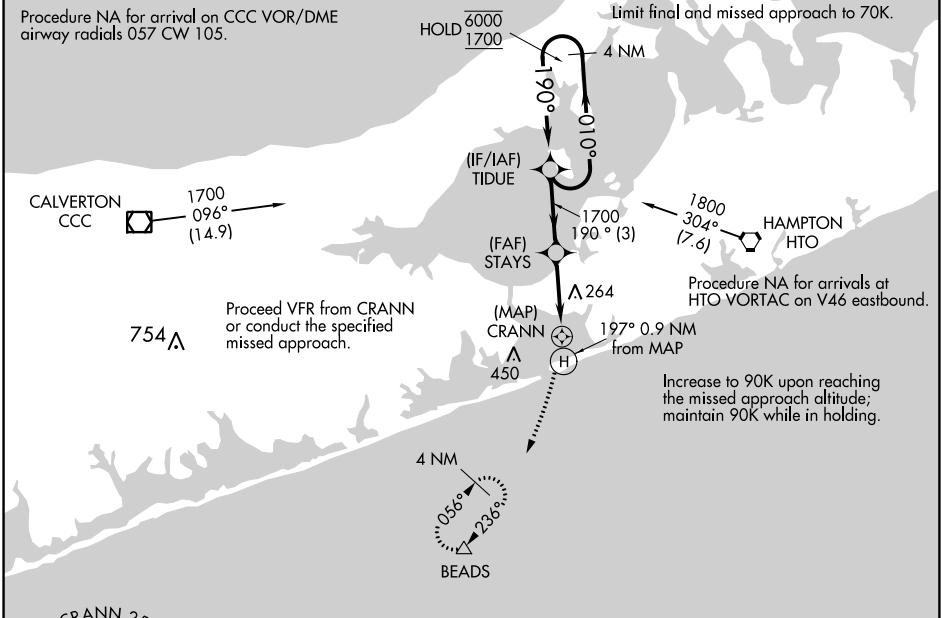 Procedure NA for arrival on CCC VOR/DME
airway radials 057 CW 105.
Limit final and missed approach to 70K.
HOLD 6000
1700
4 NM
190°
010°
(IF/IAF)
TIDUE
CALVERTON
CCC
1700
096°
(14.9)
1700
190° (3)
1800
304°
(7.6)
HAMPTON
HTO
(FAF)
STAYS
Procedure NA for arrivals at
HTO VORTAC on V46 eastbound.
264
Proceed VFR from CRANN
or conduct the specified
missed approach.
754
(MAP)
CRANN
197° 0.9 NM
from MAP
H
450
Increase to 90K upon reaching
the missed approach altitude;
maintain 90K while in holding.
4 NM
056°
236°
BEADS
CRANN